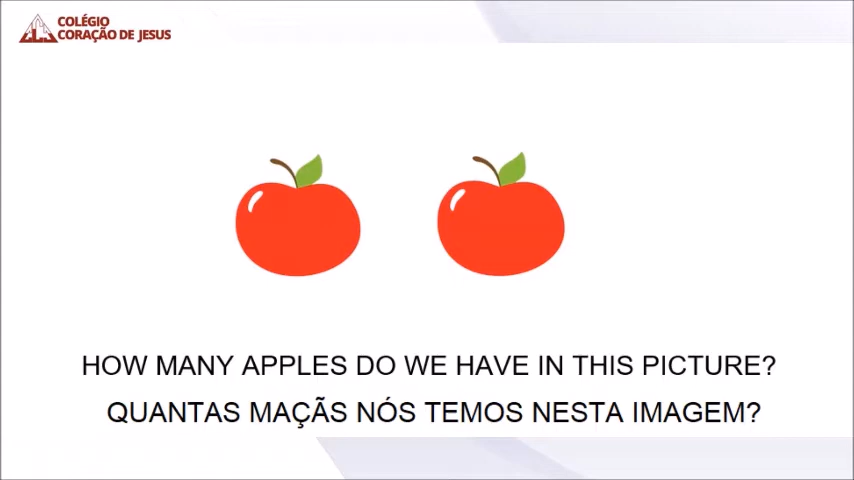 COLÉGIO
CORAÇÃO DE JESUS
HOW MANY APPLES DO WE HAVE IN THIS PICTURE?
QUANTAS MAÇÃS NÓS TEMOS NESTA IMAGEM?